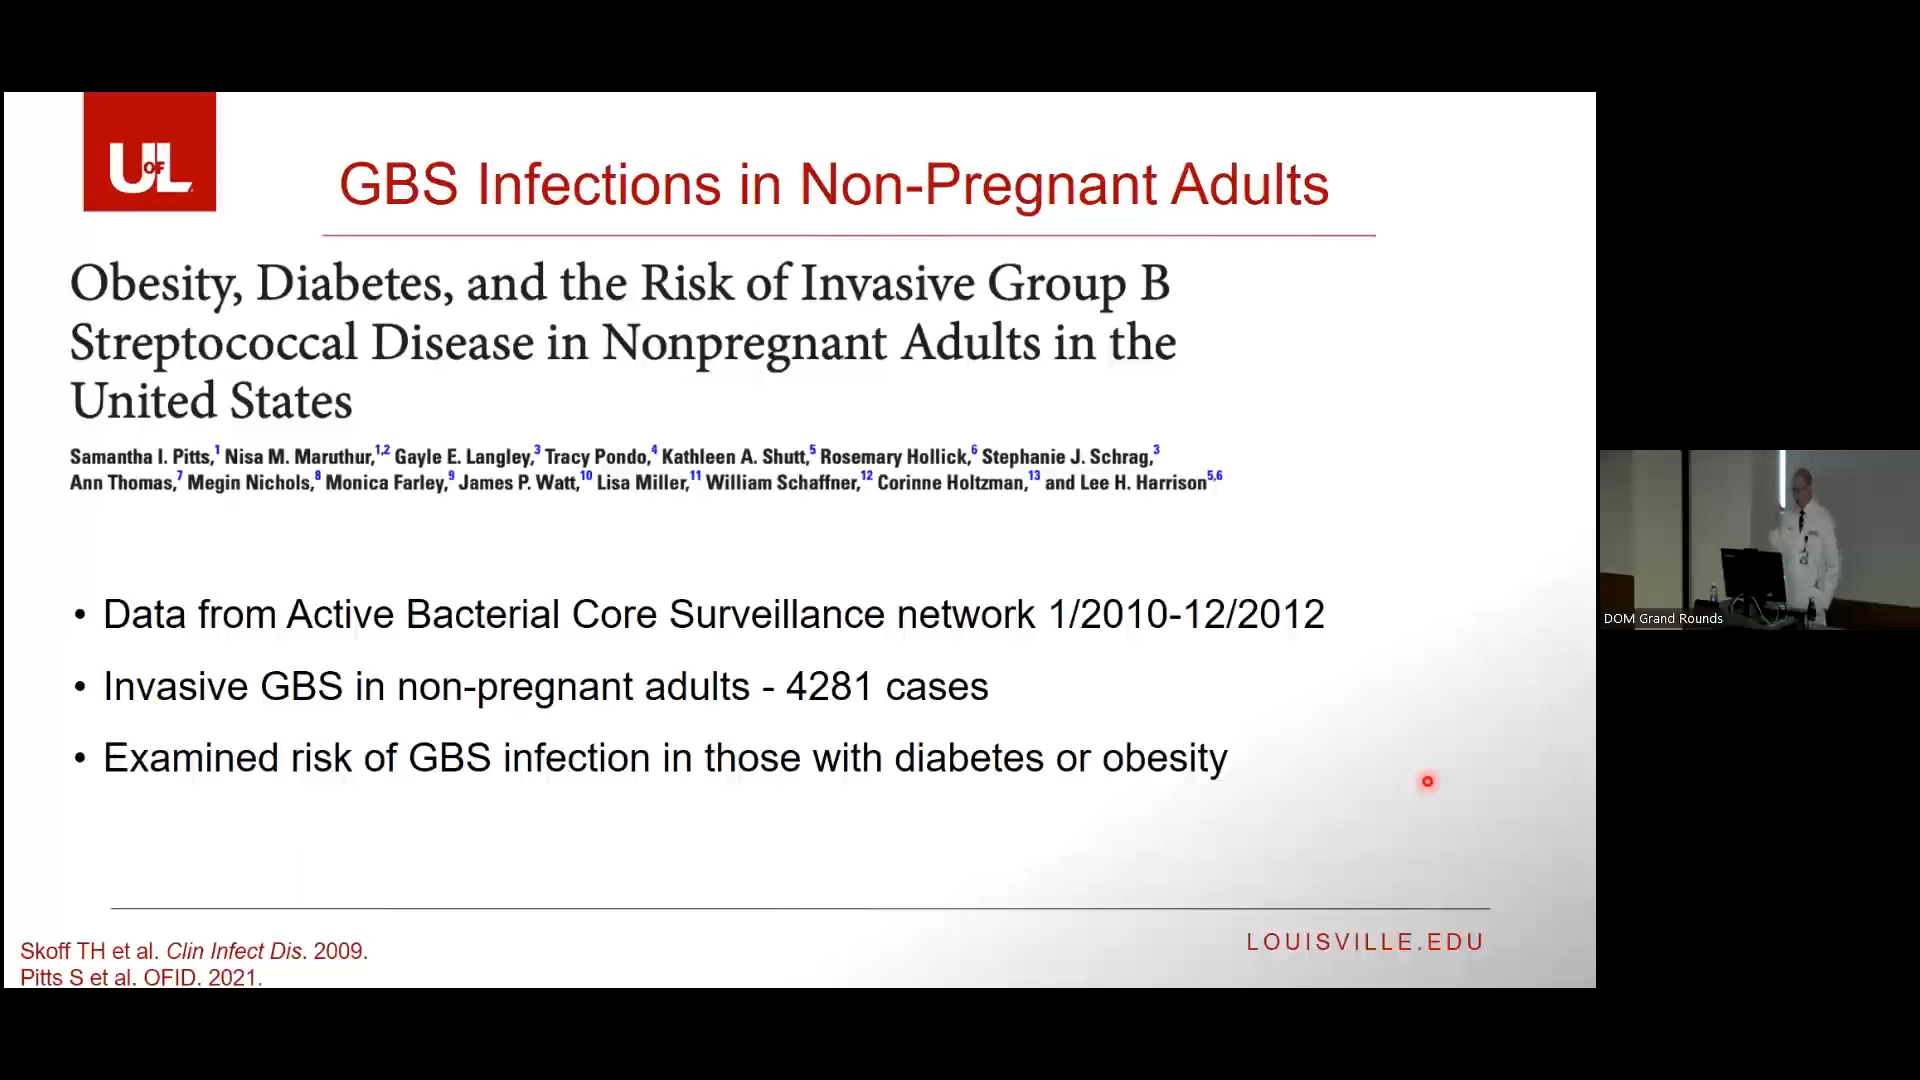 UofL
GBS Infections in Non-Pregnant Adults
Obesity, Diabetes, and the Risk of Invasive Group B
Streptococcal Disease in Nonpregnant Adults in the
United States
Samantha I. Pitts,1 Nisa M. Maruthur,1,2 Gayle E. Langley,3 Tracy Pondo,4 Kathleen A. Shutt,5 Rosemary Hollick,6 Stephanie J. Schrag,3
Ann Thomas,7 Megin Nichols,8 Monica Farley,9 James P. Watt,10 Lisa Miller,11 William Schaffner,12 Corinne Holtzman,13 and Lee H. Harrison5,6
• Data from Active Bacterial Core Surveillance network 1/2010-12/2012
• Invasive GBS in non-pregnant adults - 4281 cases
• Examined risk of GBS infection in those with diabetes or obesity
Skoff TH et al. Clin Infect Dis. 2009.
Pitts S et al. OFID. 2021.
LOUISVILLE.EDU
DOM Grand Rounds